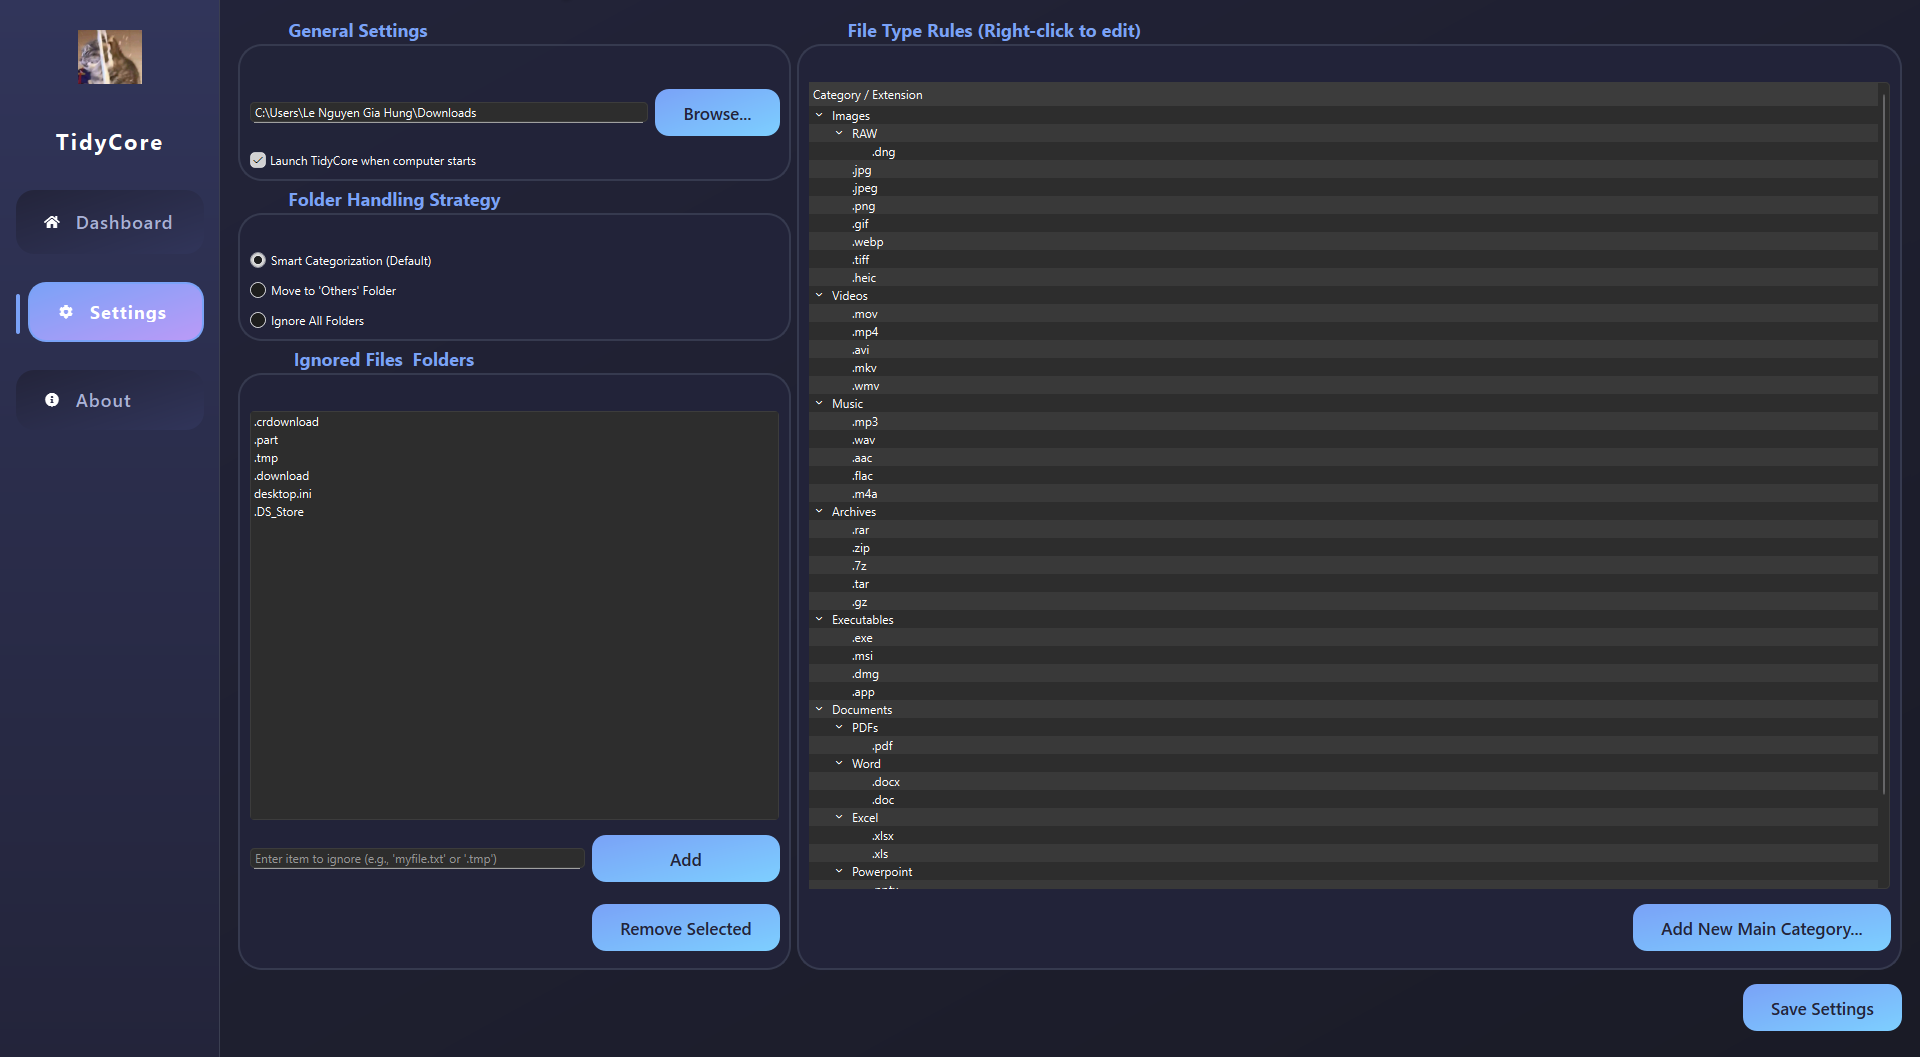 TidyCore
Dashboard
Settings
About
General Settings
C:\Users\Le Nguyen Gia Hung\Downloads
Browse...
Launch TidyCore when computer starts
Folder Handling Strategy
Smart Categorization (Default)
Move to 'Others' Folder
Ignore All Folders
Ignored Files  Folders
.crdownload
.part
.tmp
.download
desktop.ini
.DS_Store
Enter item to ignore (e.g., 'myfile.txt' or '.tmp')
Add
Remove Selected
File Type Rules (Right-click to edit)
Category / Extension
Images
RAW
.dng
.jpg
.jpeg
.png
.gif
.webp
.tiff
.heic
Videos
.mov
.mp4
.avi
.mkv
.wmv
Music
.mp3
.wav
.aac
.flac
.m4a
Archives
.rar
.zip
.7z
.tar
.gz
Executables
.exe
.msi
.dmg
.app
Documents
PDFs
.pdf
Word
.docx
.doc
Excel
.xlsx
.xls
Powerpoint
Add New Main Category...
Save Settings